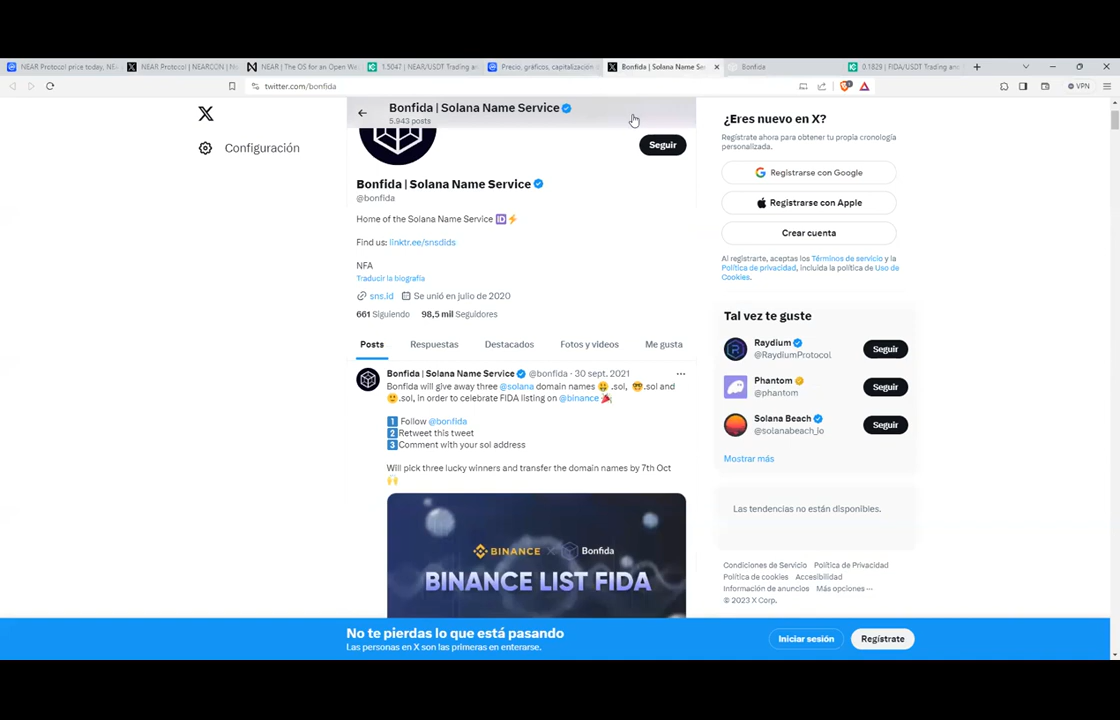 NEAR Protocol price today, NEA
NEAR Protocol | NEARCON | N
NEAR | The OS for an Open We
1.5047 | NEAR/USDT Trading an
Precio, gráficos, capitalización
Bonfida | Solana Name Ser
Bonfida
0.1829 | FIDA/USDT Trading and
twitter.com/bonfida
VPN
Configuración
Bonfida | Solana Name Service
5.943 posts
Seguir
Bonfida | Solana Name Service
@bonfida
Home of the Solana Name Service 🆔⚡
Find us: linktr.ee/snsdids
NFA
Traducir la biografía
sns.id Se unió en julio de 2020
661 Siguiendo 98,5 mil Seguidores
Posts Respuestas Destacados Fotos y videos Me gusta
Bonfida | Solana Name Service @bonfida · 30 sept. 2021
Bonfida will give away three @solana domain names 😀 .sol, 🤓.sol and
🙂.sol, in order to celebrate FIDA listing on @binance 🎉
1️⃣ Follow @bonfida
2️⃣Retweet this tweet
3️⃣Comment with your sol address
Will pick three lucky winners and transfer the domain names by 7th Oct
🙌
BINANCE × Bonfida
BINANCE LIST FIDA
¿Eres nuevo en X?
Regístrate ahora para obtener tu propia cronología
personalizada.
Registrarse con Google
Registrarse con Apple
Crear cuenta
Al registrarte, aceptas los Términos de servicio y la
Política de privacidad, incluida la política de Uso de
Cookies.
Tal vez te guste
Raydium
@RaydiumProtocol
Seguir
Phantom
@phantom
Seguir
Solana Beach
@solanabeach_io
Seguir
Mostrar más
Las tendencias no están disponibles.
Condiciones de Servicio Política de Privacidad
Política de cookies Accesibilidad
Información de anuncios Más opciones ···
© 2023 X Corp.
No te pierdas lo que está pasando
Las personas en X son las primeras en enterarse.
Iniciar sesión
Regístrate